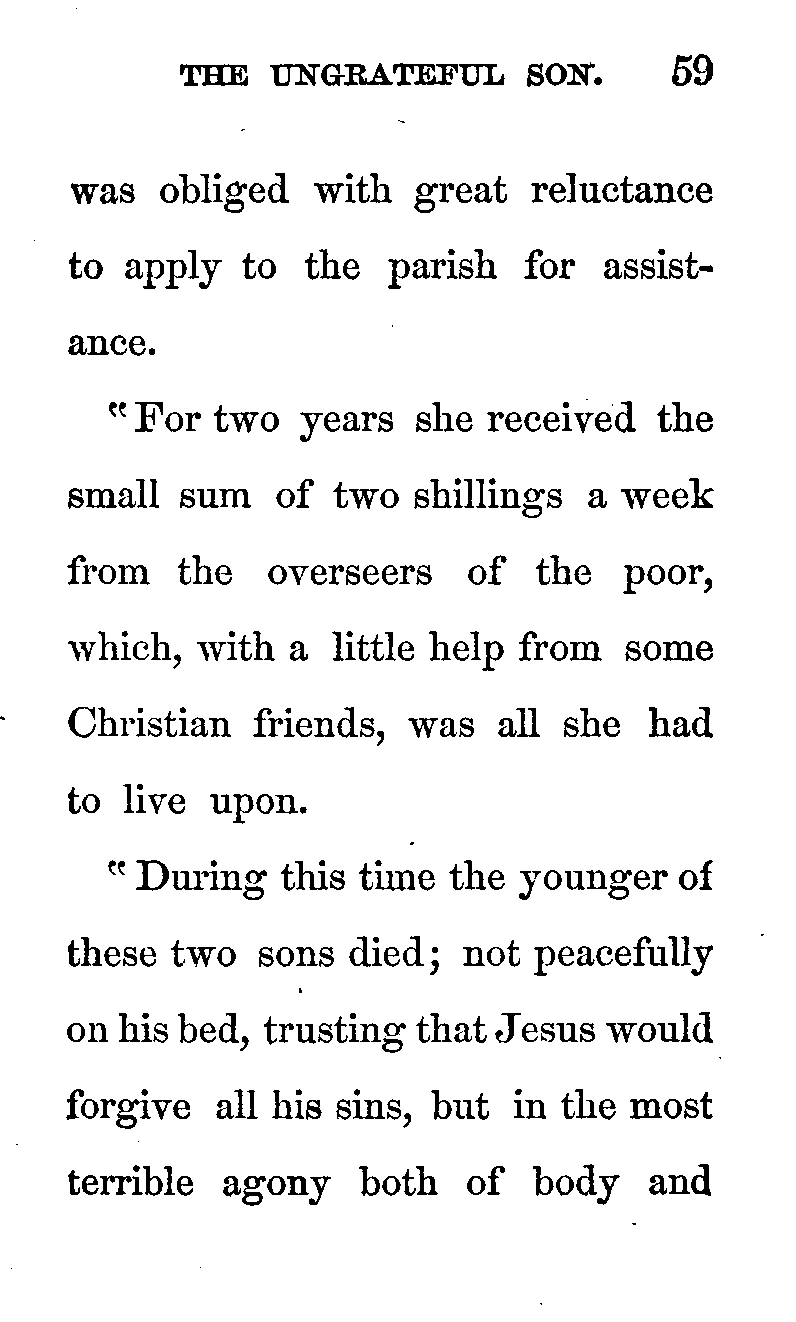 THE UNGRATEFUL SON. 59
was obliged with great reluctance
to apply to the parish for assist-
ance.
"For two years she received the
small sum of two shillings a week
from the overseers of the poor,
which, with a little help from some
Christian friends, was all she had
to live upon.
"During this time the younger of
these two sons died; not peacefully
on his bed, trusting that Jesus would
forgive all his sins, but in the most
terrible agony both of body and